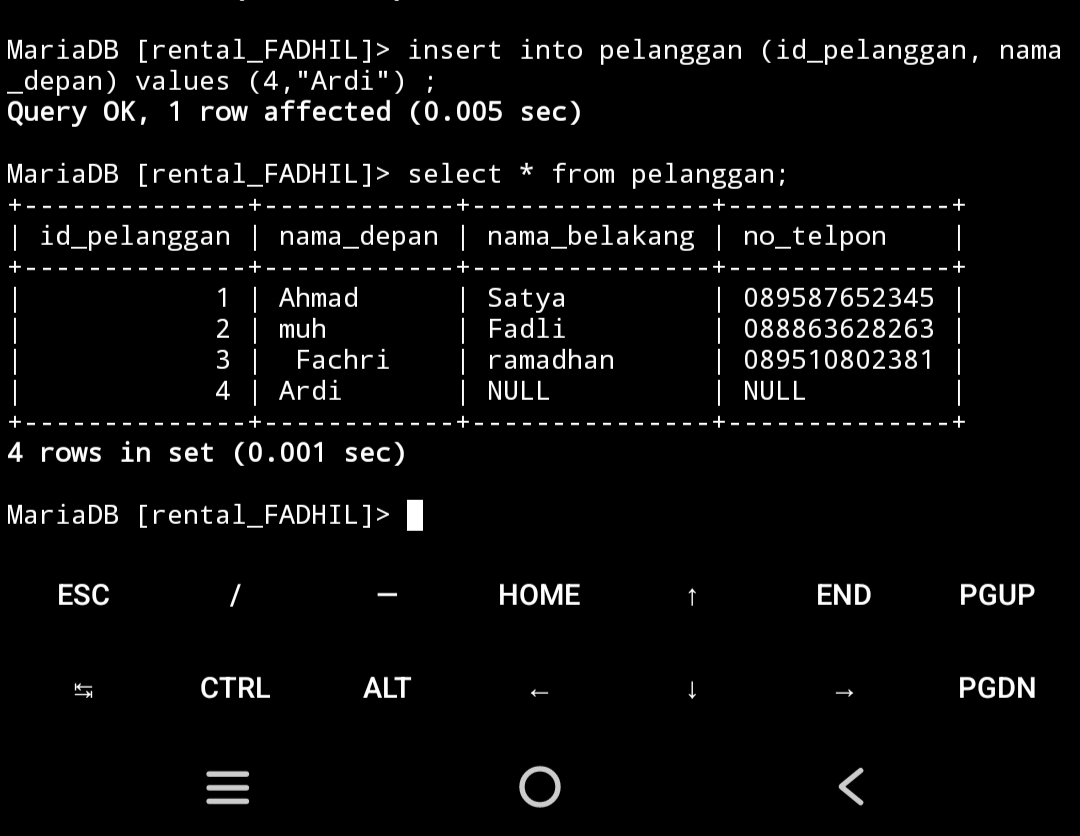 MariaDB [rental_FADHIL]> insert into pelanggan (id_pelanggan, nama
_depan) values (4,"Ardi") ;
Query OK, 1 row affected (0.005 sec)
MariaDB [rental_FADHIL]> select * from pelanggan;
+--------------+------------+---------------+--------------+
| id_pelanggan | nama_depan | nama_belakang | no_telpon    |
+--------------+------------+---------------+--------------+
|            1 | Ahmad      | Satya         | 089587652345 |
|            2 | muh        | Fadli         | 088863628263 |
|            3 |  Fachri    | ramadhan      | 089510802381 |
|            4 | Ardi       | NULL          | NULL         |
+--------------+------------+---------------+--------------+
4 rows in set (0.001 sec)
MariaDB [rental_FADHIL]>
ESC / — HOME ↑ END PGUP
↹ CTRL ALT ← ↓ → PGDN